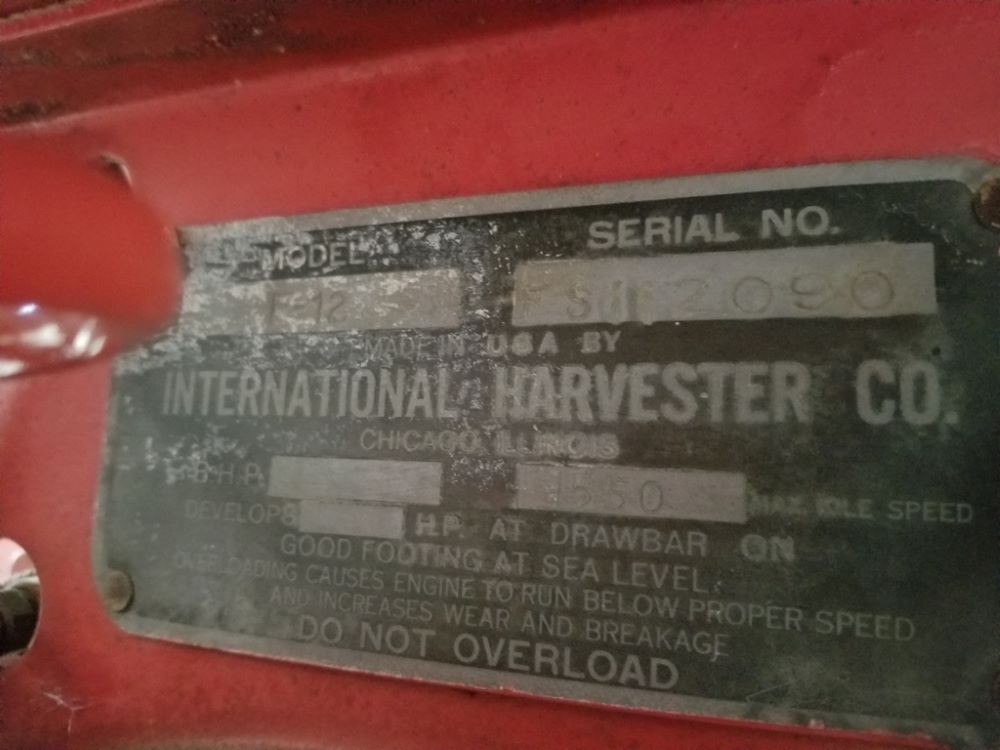 MODEL SERIAL NO.
F-12 2090
MADE IN USA BY
INTERNATIONAL HARVESTER CO.
CHICAGO, ILLINOIS
B.H.P. 1550 MAX. IDLE SPEED
DEVELOPS H.P. AT DRAWBAR ON
GOOD FOOTING AT SEA LEVEL.
OVERLOADING CAUSES ENGINE TO RUN BELOW PROPER SPEED
AND INCREASES WEAR AND BREAKAGE
DO NOT OVERLOAD